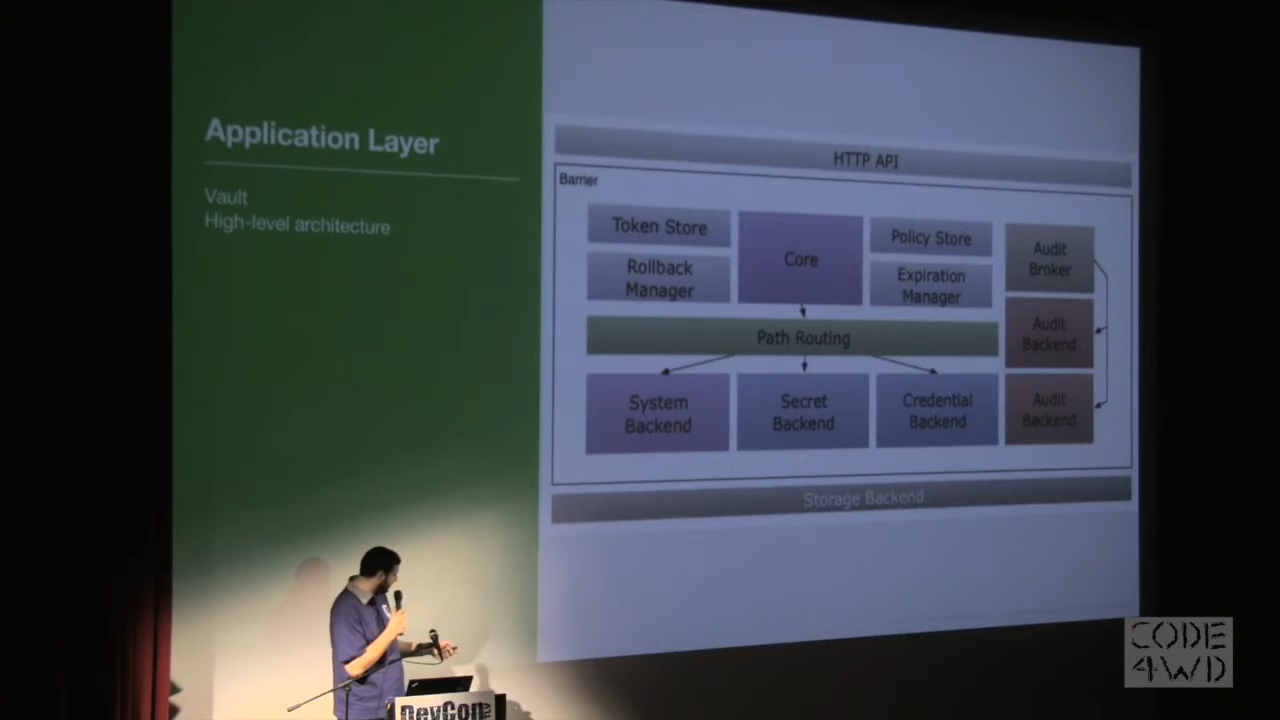 Application Layer
Vault
High-level architecture
HTTP API
Barrier
Token Store
Core
Policy Store
Audit
Broker
Rollback
Manager
Expiration
Manager
Path Routing
Audit
Backend
System
Backend
Secret
Backend
Credential
Backend
Audit
Backend
Storage Backend
DevCon
TLV
CODE
4WD